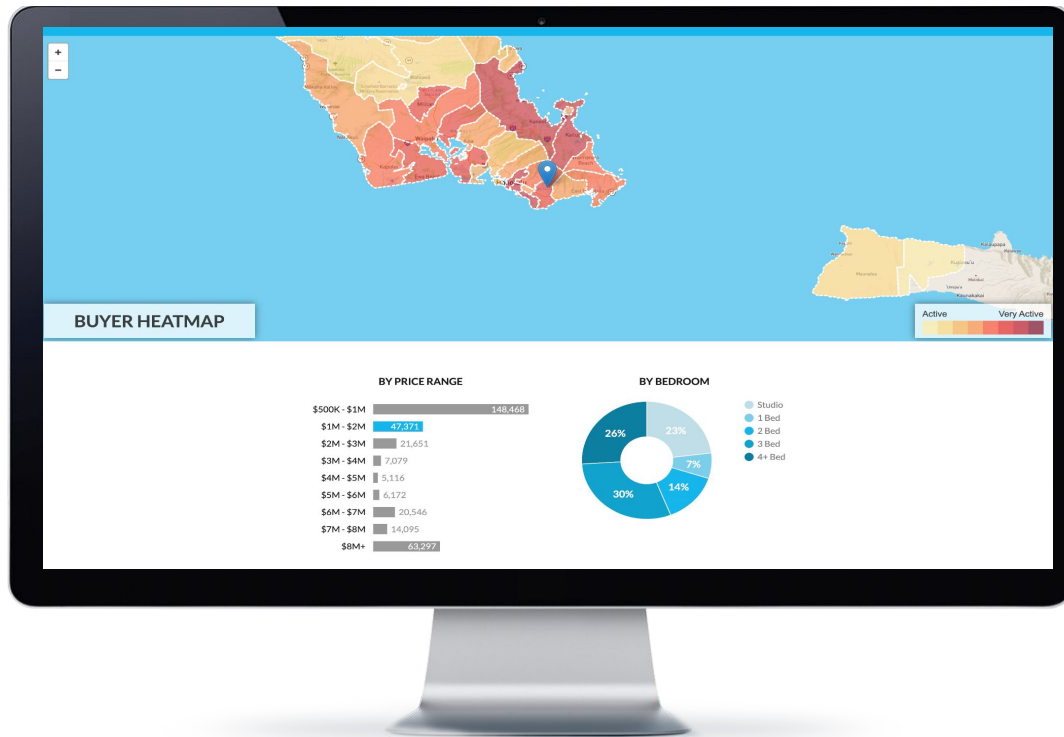 +
−
BUYER HEATMAP
Active Very Active
BY PRICE RANGE
$500K - $1M 148,468
$1M - $2M 47,371
$2M - $3M 21,651
$3M - $4M 7,079
$4M - $5M 5,116
$5M - $6M 6,172
$6M - $7M 20,546
$7M - $8M 14,095
$8M+ 63,297
BY BEDROOM
23%
7%
14%
30%
26%
Studio
1 Bed
2 Bed
3 Bed
4+ Bed